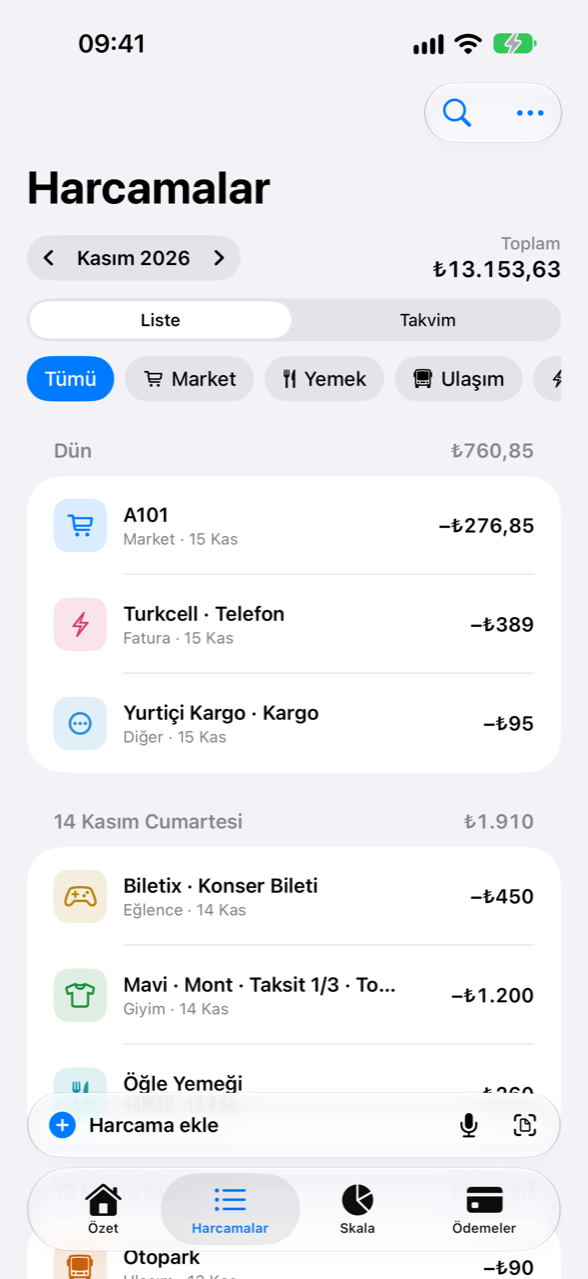 09:41
Harcamalar
Kasım 2026
Toplam
₺13.153,63
Liste
Takvim
Tümü
Market
Yemek
Ulaşım
Dün
₺760,85
A101
Market · 15 Kas
−₺276,85
Turkcell · Telefon
Fatura · 15 Kas
−₺389
Yurtiçi Kargo · Kargo
Diğer · 15 Kas
−₺95
14 Kasım Cumartesi
₺1.910
Biletix · Konser Bileti
Eğlence · 14 Kas
−₺450
Mavi · Mont · Taksit 1/3 · To...
Giyim · 14 Kas
−₺1.200
Öğle Yemeği
−₺260
Harcama ekle
Özet
Harcamalar
Skala
Ödemeler
Otopark
−₺90